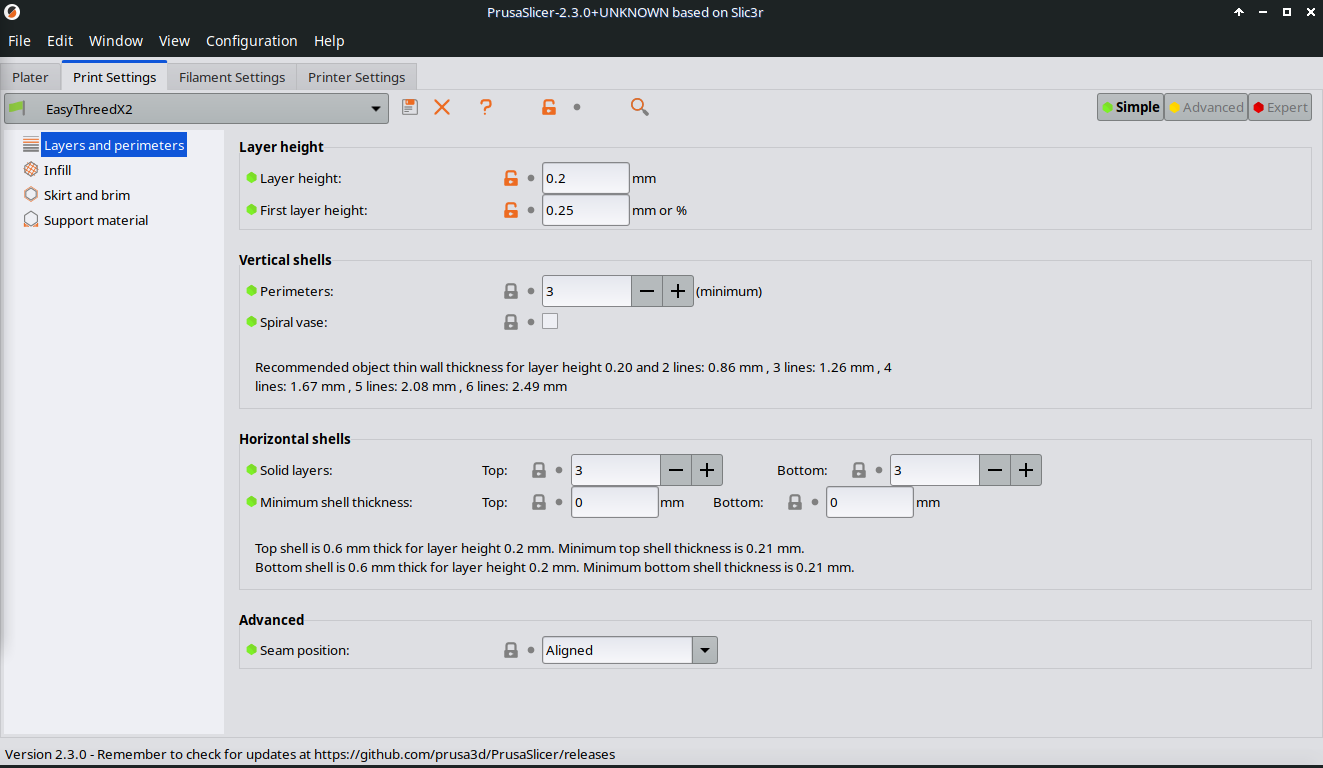 PrusaSlicer-2.3.0+UNKNOWN based on Slic3r
File Edit Window View Configuration Help
Plater Print Settings Filament Settings Printer Settings
EasyThreedX2 Simple Advanced Expert
Layers and perimeters
Infill
Skirt and brim
Support material
Layer height
Layer height: 0.2 mm
First layer height: 0.25 mm or %
Vertical shells
Perimeters: 3 (minimum)
Spiral vase:
Recommended object thin wall thickness for layer height 0.20 and 2 lines: 0.86 mm , 3 lines: 1.26 mm , 4
lines: 1.67 mm , 5 lines: 2.08 mm , 6 lines: 2.49 mm
Horizontal shells
Solid layers: Top: 3 Bottom: 3
Minimum shell thickness: Top: 0 mm Bottom: 0 mm
Top shell is 0.6 mm thick for layer height 0.2 mm. Minimum top shell thickness is 0.21 mm.
Bottom shell is 0.6 mm thick for layer height 0.2 mm. Minimum bottom shell thickness is 0.21 mm.
Advanced
Seam position: Aligned
Version 2.3.0 - Remember to check for updates at https://github.com/prusa3d/PrusaSlicer/releases